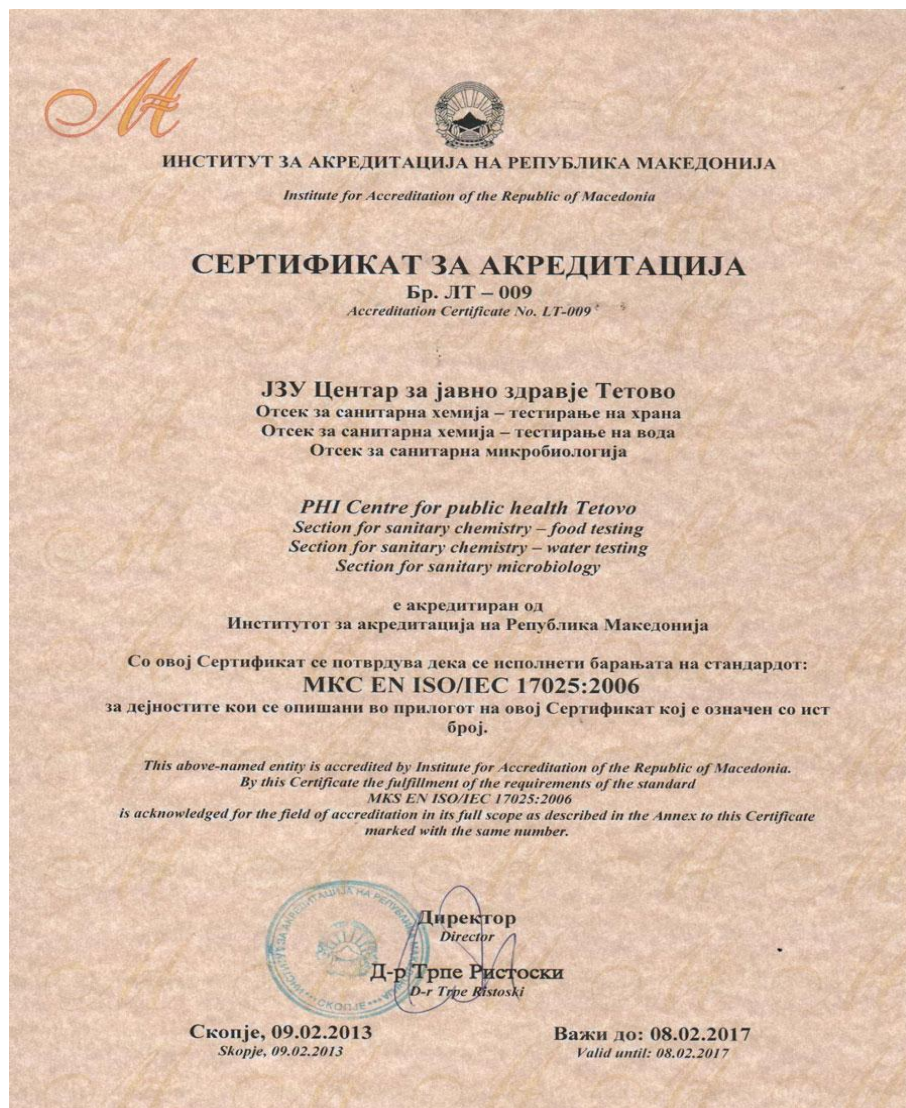 ИНСТИТУТ ЗА АКРЕДИТАЦИЈА НА РЕПУБЛИКА МАКЕДОНИЈА
Institute for Accreditation of the Republic of Macedonia
СЕРТИФИКАТ ЗА АКРЕДИТАЦИЈА
Бр. ЛТ – 009
Accreditation Certificate No. LT-009
ЈЗУ Центар за јавно здравје Тетово
Отсек за санитарна хемија – тестирање на храна
Отсек за санитарна хемија – тестирање на вода
Отсек за санитарна микробиологија
PHI Centre for public health Tetovo
Section for sanitary chemistry – food testing
Section for sanitary chemistry – water testing
Section for sanitary microbiology
е акредитиран од
Институтот за акредитација на Република Македонија
Со овој Сертификат се потврдува дека се исполнети барањата на стандардот:
МКС EN ISO/IEC 17025:2006
за дејностите кои се опишани во прилогот на овој Сертификат кој е означен со ист
број.
This above-named entity is accredited by Institute for Accreditation of the Republic of Macedonia.
By this Certificate the fulfillment of the requirements of the standard
MKS EN ISO/IEC 17025:2006
is acknowledged for the field of accreditation in its full scope as described in the Annex to this Certificate
marked with the same number.
Директор
Director
Д-р Трпе Ристоски
D-r Trpe Ristoski
ИНСТИТУТ ЗА АКРЕДИТАЦИЈА НА РЕПУБЛИКА МАКЕДОНИЈА
СКОПЈЕ
Скопје, 09.02.2013
Skopje, 09.02.2013
Важи до: 08.02.2017
Valid until: 08.02.2017